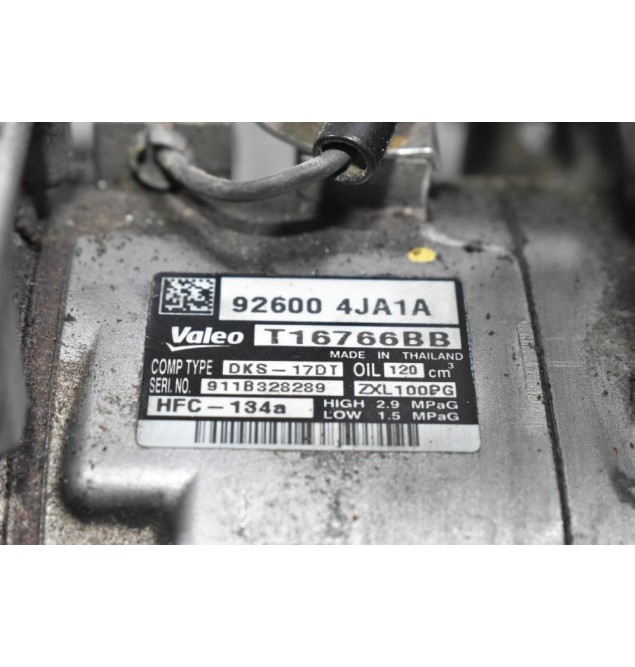 92600 4JA1A
Valeo T16766BB
MADE IN THAILAND
COMP TYPE DKS-17DT OIL 120 cm³
SERI. NO. 911B328289 ZXL100PG
HFC-134a HIGH 2.9 MPaG
LOW 1.5 MPaG